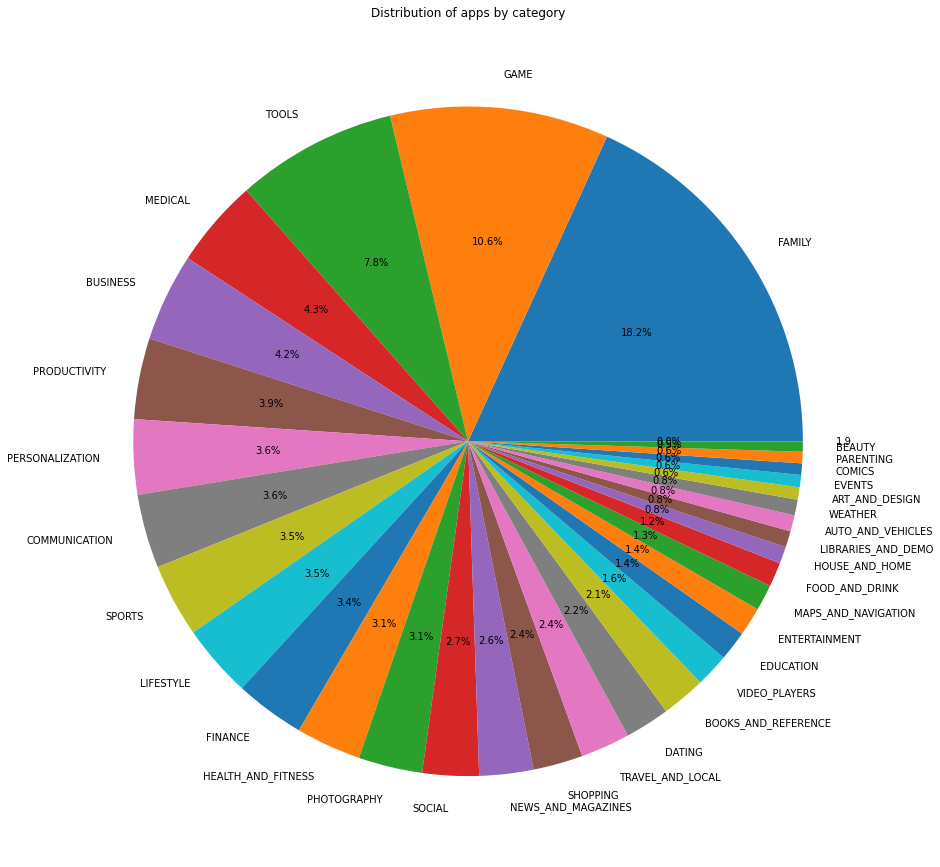 Distribution of apps by category
FAMILY
18.2%
GAME
10.6%
TOOLS
7.8%
MEDICAL
4.3%
BUSINESS
4.2%
PRODUCTIVITY
3.9%
PERSONALIZATION
3.6%
COMMUNICATION
3.6%
SPORTS
3.5%
LIFESTYLE
3.5%
FINANCE
3.4%
HEALTH_AND_FITNESS
3.1%
PHOTOGRAPHY
3.1%
SOCIAL
2.7%
NEWS_AND_MAGAZINES
2.6%
SHOPPING
2.4%
TRAVEL_AND_LOCAL
2.4%
DATING
2.2%
BOOKS_AND_REFERENCE
2.1%
VIDEO_PLAYERS
1.6%
EDUCATION
1.4%
ENTERTAINMENT
1.4%
MAPS_AND_NAVIGATION
1.3%
FOOD_AND_DRINK
1.2%
HOUSE_AND_HOME
0.8%
LIBRARIES_AND_DEMO
0.8%
AUTO_AND_VEHICLES
0.8%
WEATHER
0.8%
ART_AND_DESIGN
0.6%
EVENTS
0.6%
COMICS
0.6%
PARENTING
0.6%
BEAUTY
1.9
0.0%